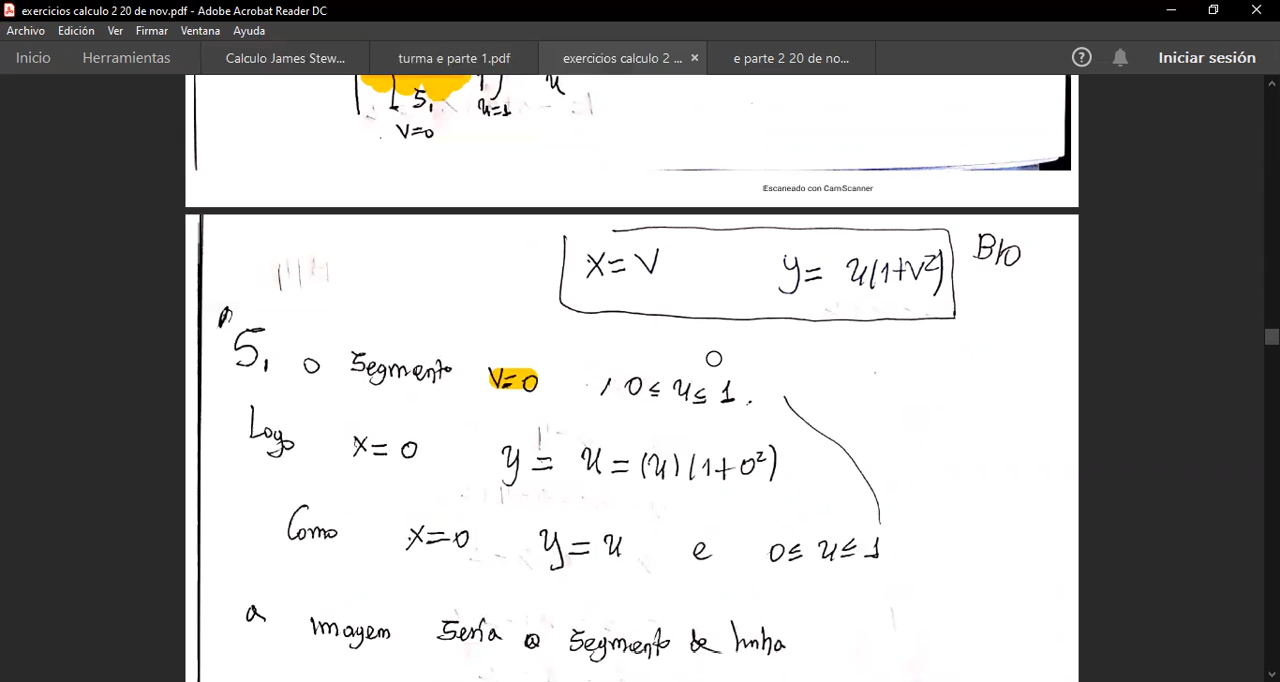 exercicios calculo 2 20 de nov.pdf - Adobe Acrobat Reader DC
Archivo Edición Ver Firmar Ventana Ayuda
Inicio Herramientas Calculo James Stew... turma e parte 1.pdf exercicios calculo 2 ... × e parte 2 20 de no... ? Iniciar sesión
S₁ u=1 u
v=0
Escaneado con CamScanner
x= v y= u(1+v²)
S₁ o segmento v=0 , 0 ≤ u ≤ 1.
Logo x= 0 y = u = (u)(1+0²)
Como x=0 y = u e 0 ≤ u ≤ 1
a imagem seria o segmento de linha